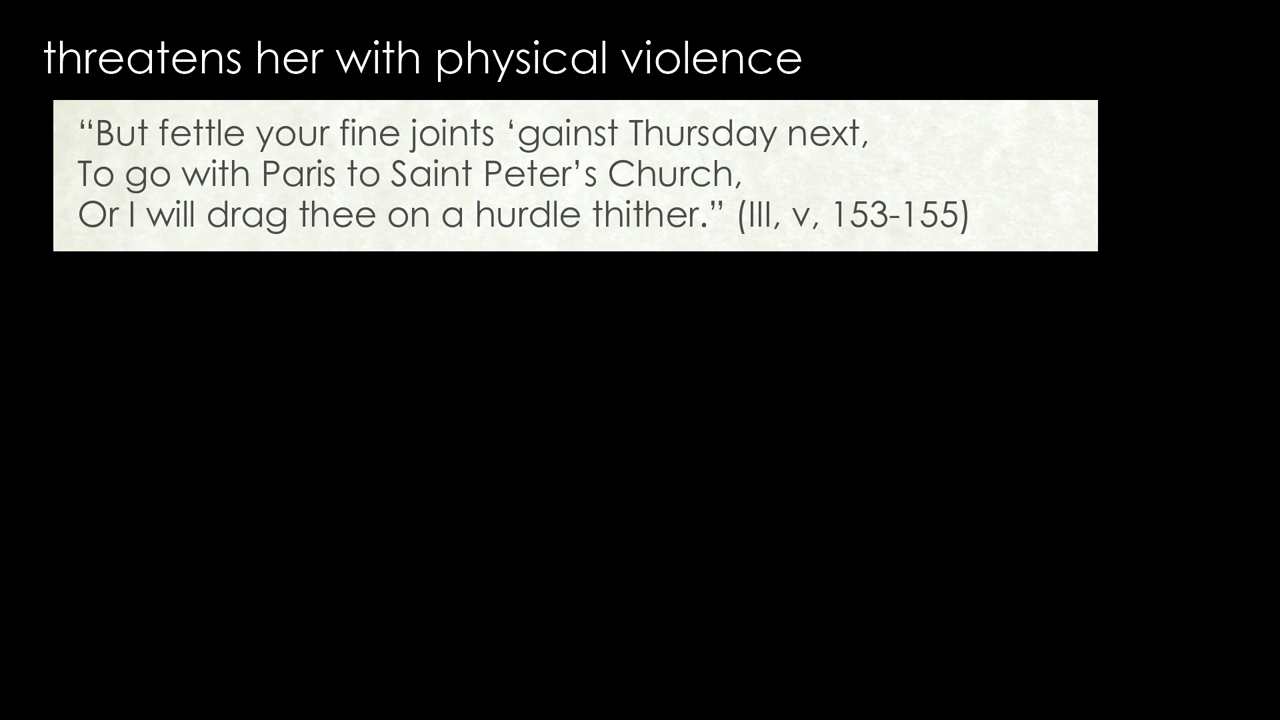 threatens her with physical violence
“But fettle your fine joints ‘gainst Thursday next,
To go with Paris to Saint Peter’s Church,
Or I will drag thee on a hurdle thither.” (III, v, 153-155)